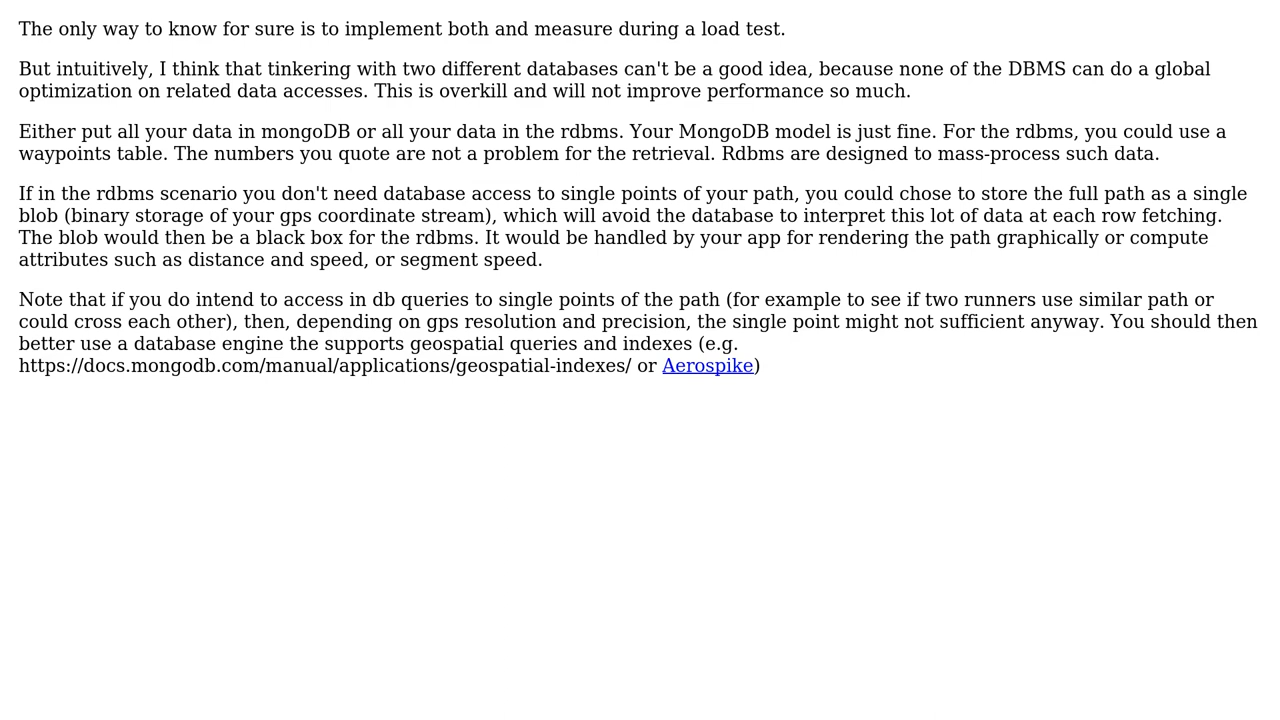 The only way to know for sure is to implement both and measure during a load test.
But intuitively, I think that tinkering with two different databases can't be a good idea, because none of the DBMS can do a global
optimization on related data accesses. This is overkill and will not improve performance so much.
Either put all your data in mongoDB or all your data in the rdbms. Your MongoDB model is just fine. For the rdbms, you could use a
waypoints table. The numbers you quote are not a problem for the retrieval. Rdbms are designed to mass-process such data.
If in the rdbms scenario you don't need database access to single points of your path, you could chose to store the full path as a single
blob (binary storage of your gps coordinate stream), which will avoid the database to interpret this lot of data at each row fetching.
The blob would then be a black box for the rdbms. It would be handled by your app for rendering the path graphically or compute
attributes such as distance and speed, or segment speed.
Note that if you do intend to access in db queries to single points of the path (for example to see if two runners use similar path or
could cross each other), then, depending on gps resolution and precision, the single point might not sufficient anyway. You should then
better use a database engine the supports geospatial queries and indexes (e.g.
https://docs.mongodb.com/manual/applications/geospatial-indexes/ or Aerospike)